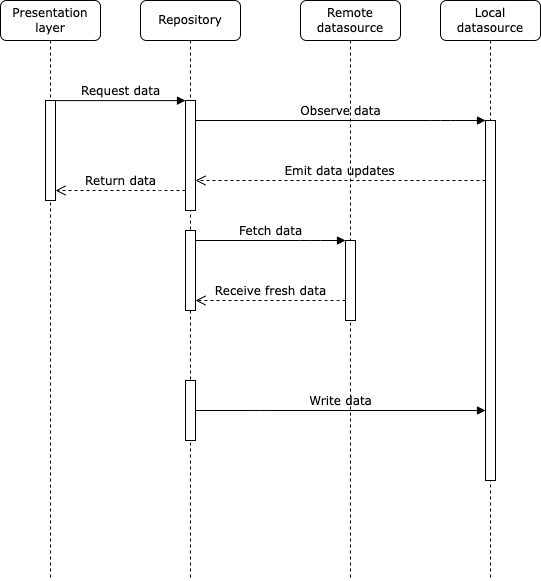 Presentation
layer
Repository
Remote
datasource
Local
datasource
Request data
Observe data
Emit data updates
Return data
Fetch data
Receive fresh data
Write data